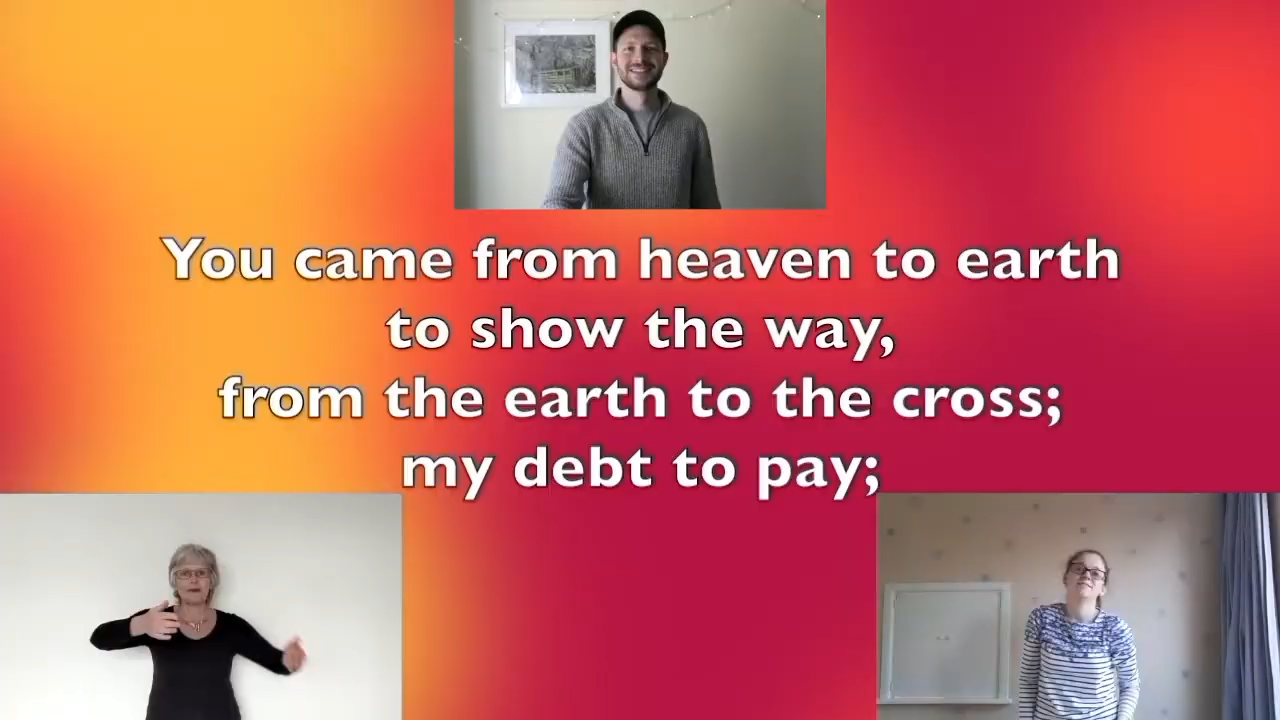 You came from heaven to earth
to show the way,
from the earth to the cross;
my debt to pay;